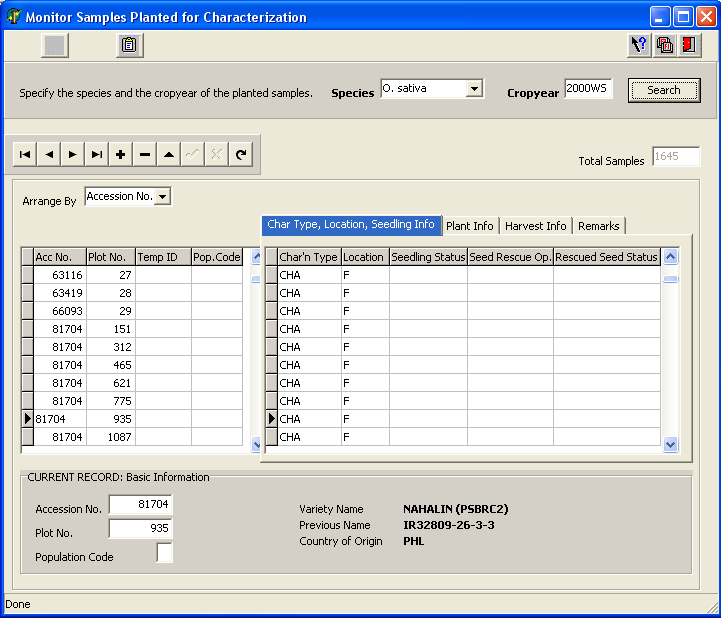 Monitor Samples Planted for Characterization
Specify the species and the cropyear of the planted samples. Species O. sativa Cropyear 2000WS Search
Total Samples 1645
Arrange By Accession No.
Char Type, Location, Seedling Info Plant Info Harvest Info Remarks
Acc No. Plot No. Temp ID Pop.Code Char'n Type Location Seedling Status Seed Rescue Op. Rescued Seed Status
63116 27 CHA F
63419 28 CHA F
66093 29 CHA F
81704 151 CHA F
81704 312 CHA F
81704 465 CHA F
81704 621 CHA F
81704 775 CHA F
81704 935 CHA F
81704 1087 CHA F
CURRENT RECORD: Basic Information
Accession No. 81704 Variety Name NAHALIN (PSBRC2)
Plot No. 935 Previous Name IR32809-26-3-3
Population Code Country of Origin PHL
Done